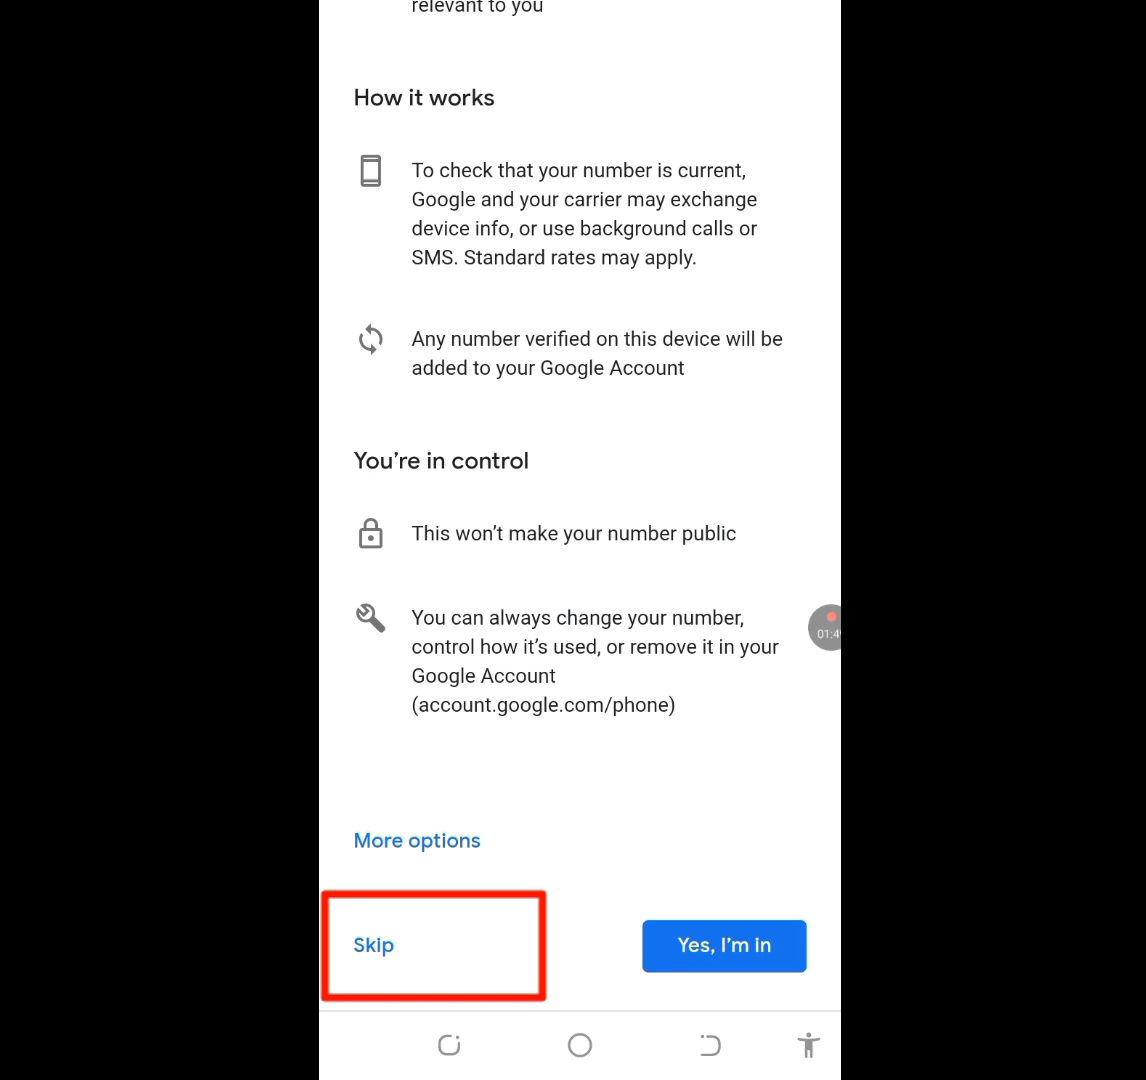 relevant to you
How it works
To check that your number is current,
Google and your carrier may exchange
device info, or use background calls or
SMS. Standard rates may apply.
Any number verified on this device will be
added to your Google Account
You're in control
This won't make your number public
You can always change your number,
control how it's used, or remove it in your
Google Account
(account.google.com/phone)
More options
Skip
Yes, I'm in